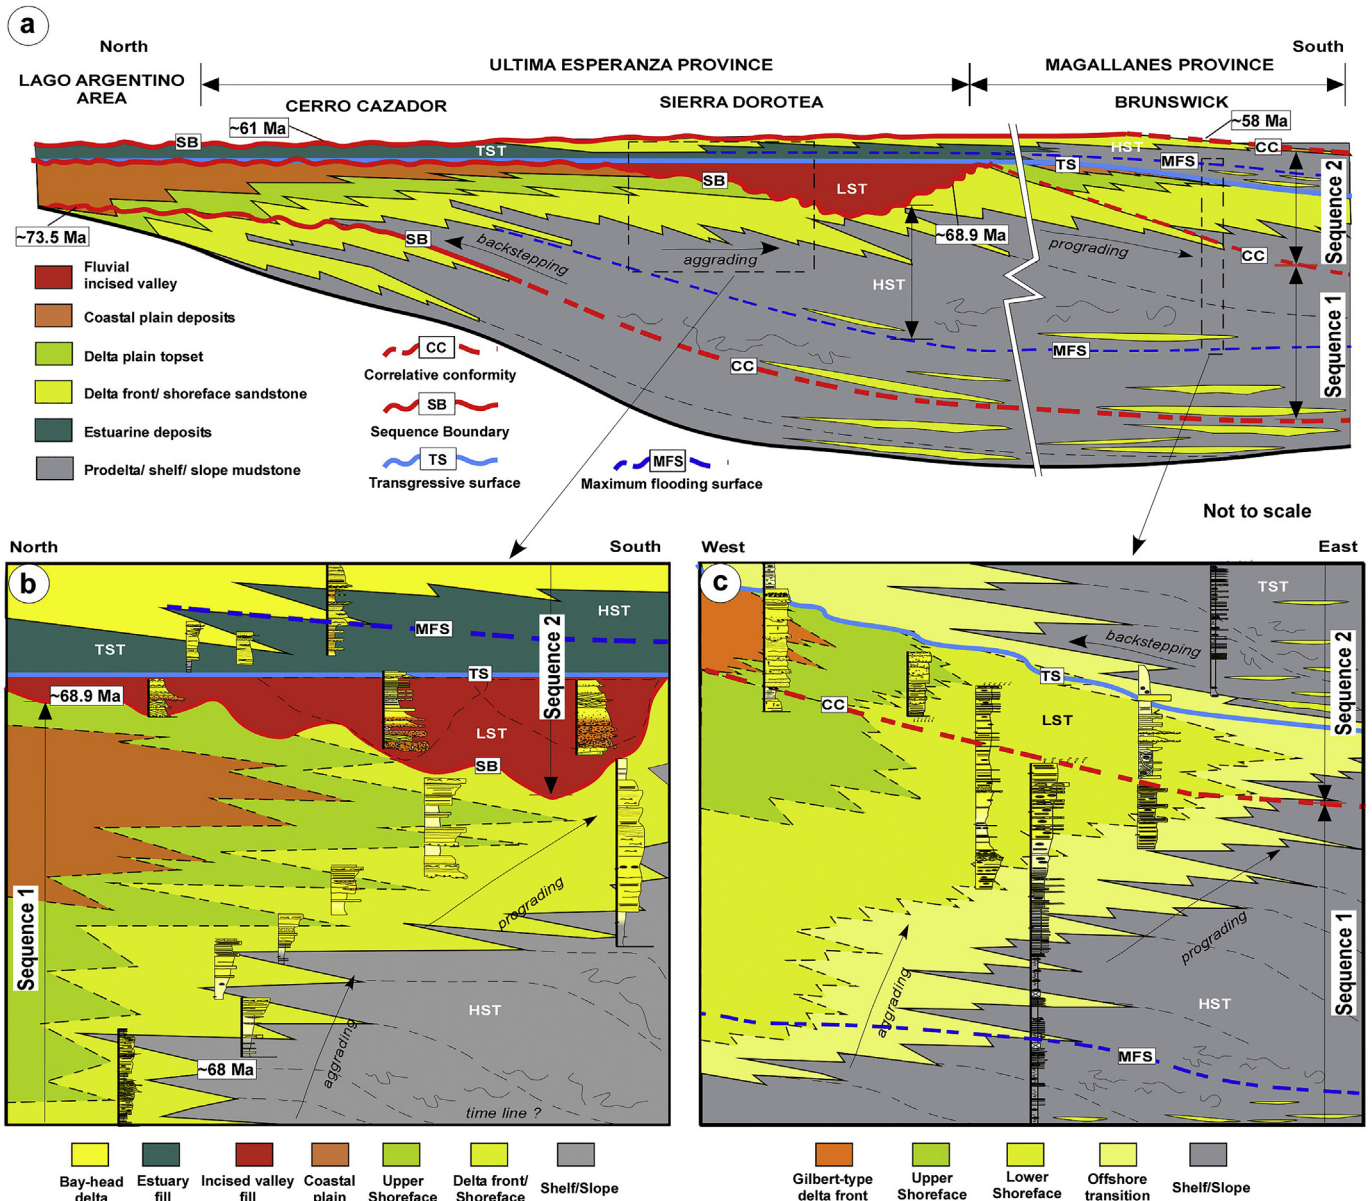 a
North
South
LAGO ARGENTINO
AREA
ULTIMA ESPERANZA PROVINCE
MAGALLANES PROVINCE
CERRO CAZADOR
SIERRA DOROTEA
BRUNSWICK
~61 Ma
~58 Ma
SB
TST
HST
CC
TS
MFS
SB
LST
~68.9 Ma
~73.5 Ma
SB
backstepping
aggrading
prograding
CC
HST
MFS
CC
Sequence 2
Sequence 1
Fluvial
incised valley
Coastal plain deposits
Delta plain topset
Delta front/ shoreface sandstone
Estuarine deposits
Prodelta/ shelf/ slope mudstone
CC
Correlative conformity
SB
Sequence Boundary
TS
Transgressive surface
MFS
Maximum flooding surface
Not to scale
North
South
b
TST
MFS
HST
TS
~68.9 Ma
LST
SB
Sequence 2
Sequence 1
prograding
aggrading
HST
~68 Ma
time line ?
Bay-head
delta
Estuary
fill
Incised valley
fill
Coastal
plain
Upper
Shoreface
Delta front/
Shoreface
Shelf/Slope
West
East
c
TST
backstepping
TS
CC
LST
Sequence 2
Sequence 1
prograding
aggrading
HST
MFS
Gilbert-type
delta front
Upper
Shoreface
Lower
Shoreface
Offshore
transition
Shelf/Slope